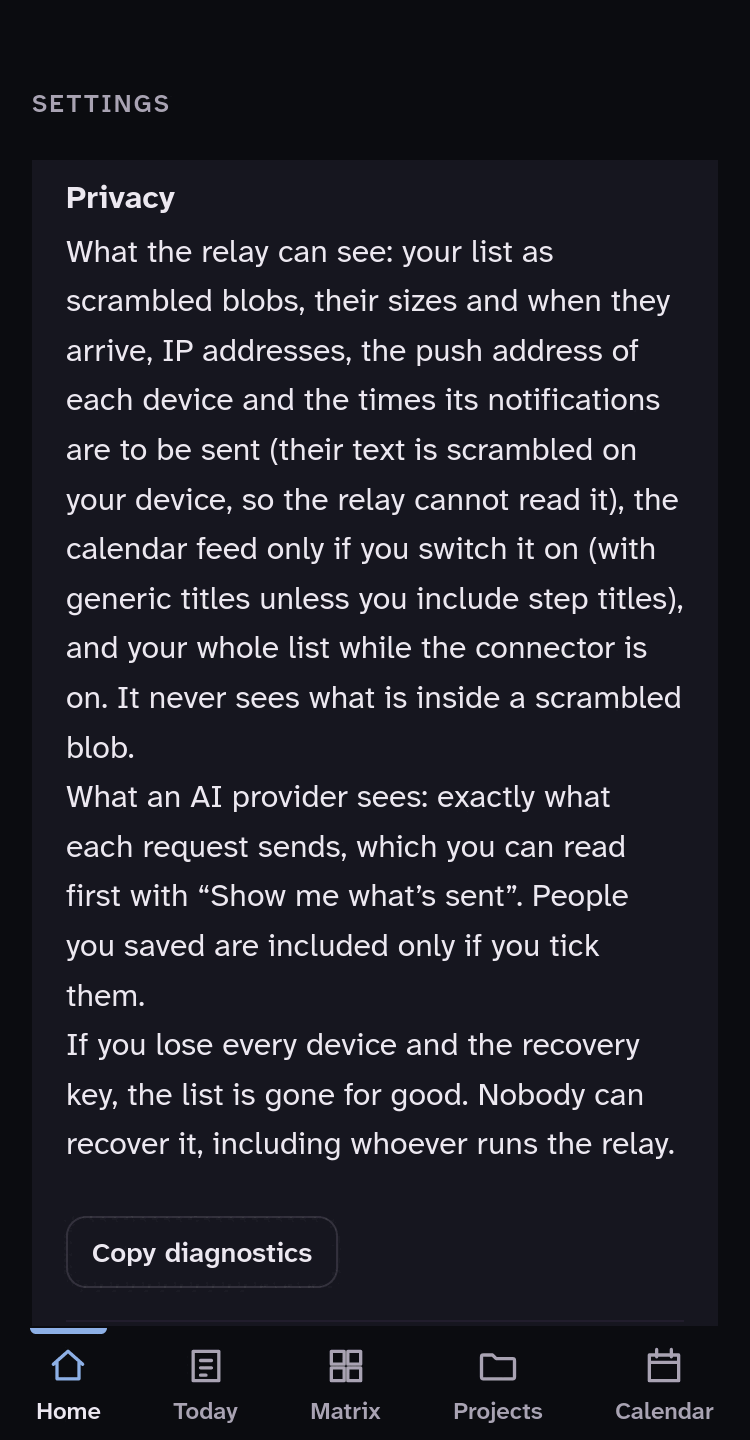 SETTINGS
Privacy
What the relay can see: your list as
scrambled blobs, their sizes and when they
arrive, IP addresses, the push address of
each device and the times its notifications
are to be sent (their text is scrambled on
your device, so the relay cannot read it), the
calendar feed only if you switch it on (with
generic titles unless you include step titles),
and your whole list while the connector is
on. It never sees what is inside a scrambled
blob.
What an AI provider sees: exactly what
each request sends, which you can read
first with “Show me what’s sent”. People
you saved are included only if you tick
them.
If you lose every device and the recovery
key, the list is gone for good. Nobody can
recover it, including whoever runs the relay.
Copy diagnostics
Home Today Matrix Projects Calendar